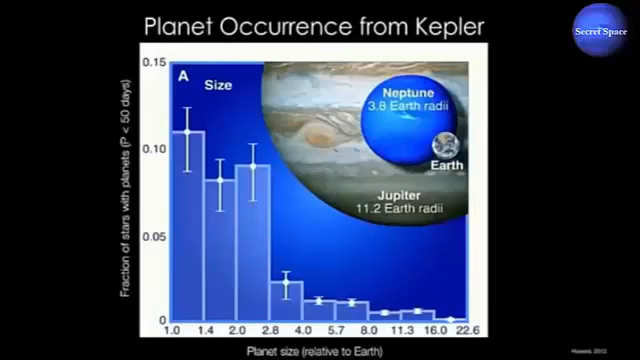 Planet Occurrence from Kepler
Secret Space
A
Size
Neptune
3.8 Earth radii
Earth
Jupiter
11.2 Earth radii
Fraction of stars with planets (P < 50 days)
0.15
0.10
0.05
0
1.0 1.4 2.0 2.8 4.0 5.7 8.0 11.3 16.0 22.6
Planet size (relative to Earth)
Howard, 2012